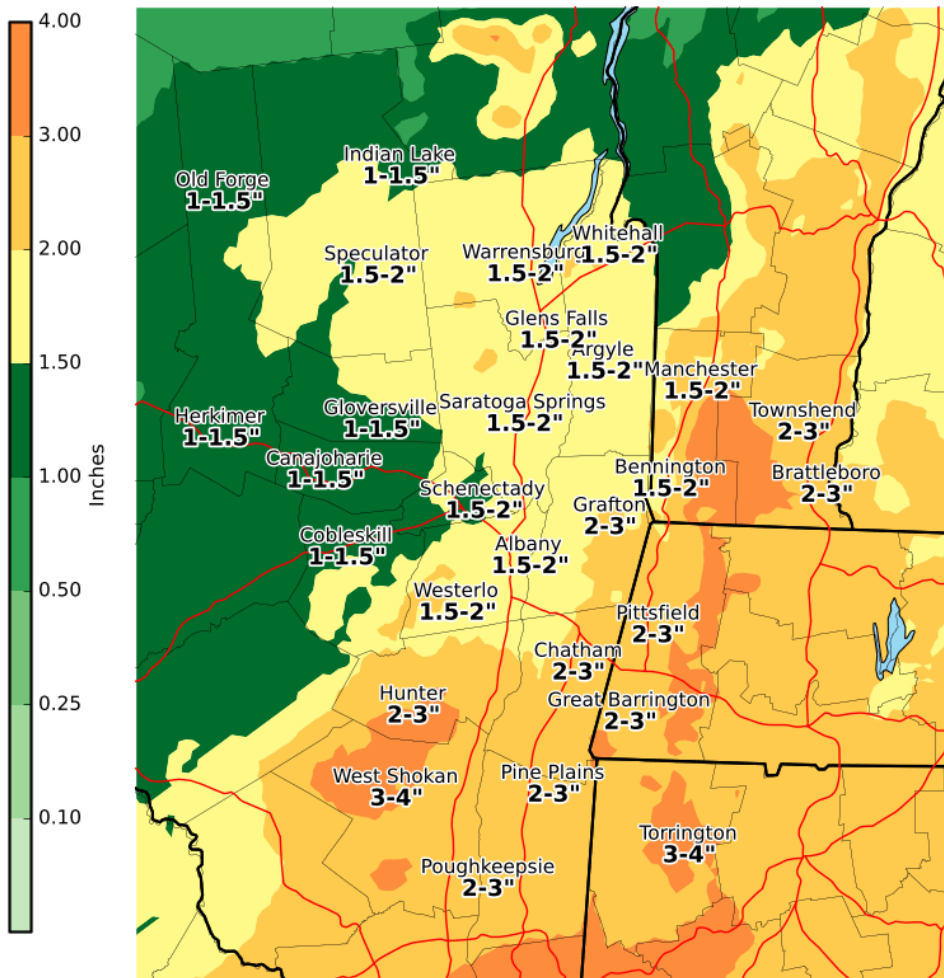 4.00
3.00
2.00
1.50
1.00
0.50
0.25
0.10
Inches
Indian Lake
1-1.5"
Old Forge
1-1.5"
Whitehall
1.5-2"
Speculator
1.5-2"
Warrensburg
1.5-2"
Glens Falls
1.5-2"
Argyle
1.5-2"
Manchester
1.5-2"
Saratoga Springs
1.5-2"
Townshend
2-3"
Gloversville
1-1.5"
Herkimer
1-1.5"
Canajoharie
1-1.5"
Bennington
1.5-2"
Brattleboro
2-3"
Schenectady
1.5-2"
Grafton
2-3"
Cobleskill
1-1.5"
Albany
1.5-2"
Westerlo
1.5-2"
Pittsfield
2-3"
Chatham
2-3"
Hunter
2-3"
Great Barrington
2-3"
West Shokan
3-4"
Pine Plains
2-3"
Torrington
3-4"
Poughkeepsie
2-3"